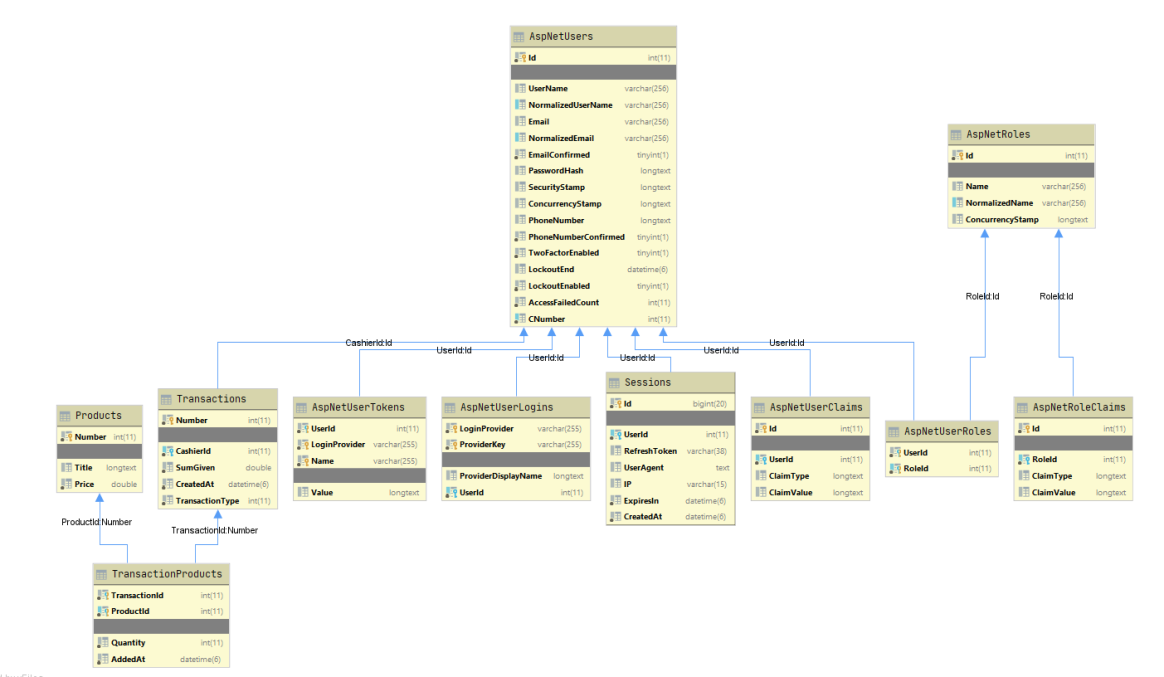 AspNetUsers
Id int(11)
UserName varchar(256)
NormalizedUserName varchar(256)
Email varchar(256)
NormalizedEmail varchar(256)
EmailConfirmed tinyint(1)
PasswordHash longtext
SecurityStamp longtext
ConcurrencyStamp longtext
PhoneNumber longtext
PhoneNumberConfirmed tinyint(1)
TwoFactorEnabled tinyint(1)
LockoutEnd datetime(6)
LockoutEnabled tinyint(1)
AccessFailedCount int(11)
CNumber int(11)
AspNetRoles
Id int(11)
Name varchar(256)
NormalizedName varchar(256)
ConcurrencyStamp longtext
RoleId:Id
RoleId:Id
CashierId:Id
UserId:Id
UserId:Id
UserId:Id
UserId:Id
UserId:Id
Products
Number int(11)
Title longtext
Price double
Transactions
Number int(11)
CashierId int(11)
SumGiven double
CreatedAt datetime(6)
TransactionType int(11)
AspNetUserTokens
UserId int(11)
LoginProvider varchar(255)
Name varchar(255)
Value longtext
AspNetUserLogins
LoginProvider varchar(255)
ProviderKey varchar(255)
ProviderDisplayName longtext
UserId int(11)
Sessions
Id bigint(20)
UserId int(11)
RefreshToken varchar(38)
UserAgent text
IP varchar(15)
ExpiresIn datetime(6)
CreatedAt datetime(6)
AspNetUserClaims
Id int(11)
UserId int(11)
ClaimType longtext
ClaimValue longtext
AspNetUserRoles
UserId int(11)
RoleId int(11)
AspNetRoleClaims
Id int(11)
RoleId int(11)
ClaimType longtext
ClaimValue longtext
ProductId:Number
TransactionId:Number
TransactionProducts
TransactionId int(11)
ProductId int(11)
Quantity int(11)
AddedAt datetime(6)